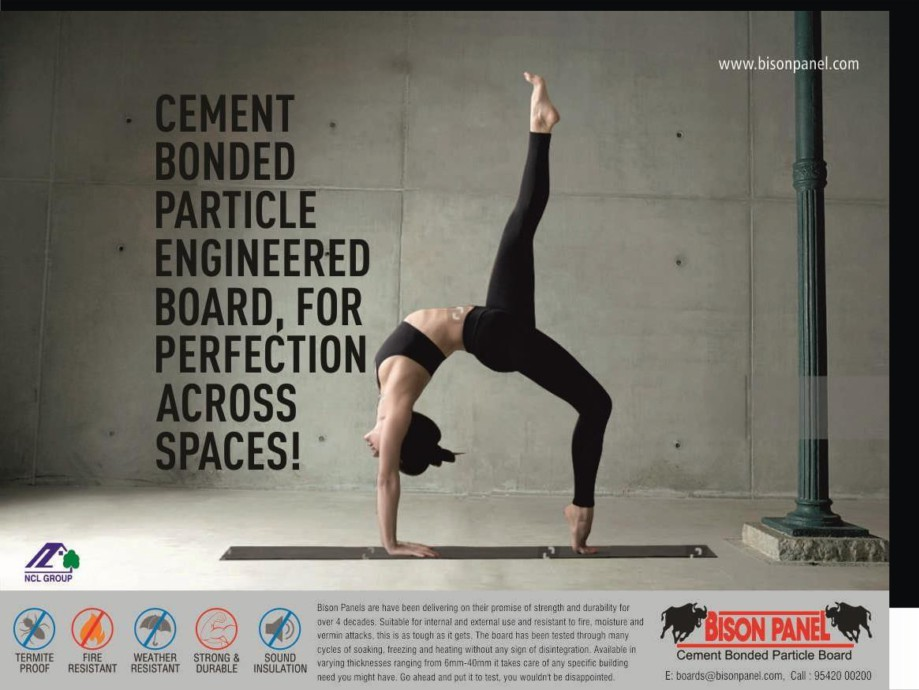 www.bisonpanel.com
CEMENT
BONDED
PARTICLE
ENGINEERED
BOARD, FOR
PERFECTION
ACROSS
SPACES!
NCL GROUP
TERMITE
PROOF
FIRE
RESISTANT
WEATHER
RESISTANT
STRONG &
DURABLE
SOUND
INSULATION
Bison Panels are have been delivering on their promise of strength and durability for
over 4 decades. Suitable for internal and external use and resistant to fire, moisture and
vermin attacks, this is as tough as it gets. The board has been tested through many
cycles of soaking, freezing and heating without any sign of disintegration. Available in
varying thicknesses ranging from 6mm-40mm it takes care of any specific building
need you might have. Go ahead and put it to test, you wouldn't be disappointed.
BISON PANEL
Cement Bonded Particle Board
E: boards@bisonpanel.com, Call : 95420 00200